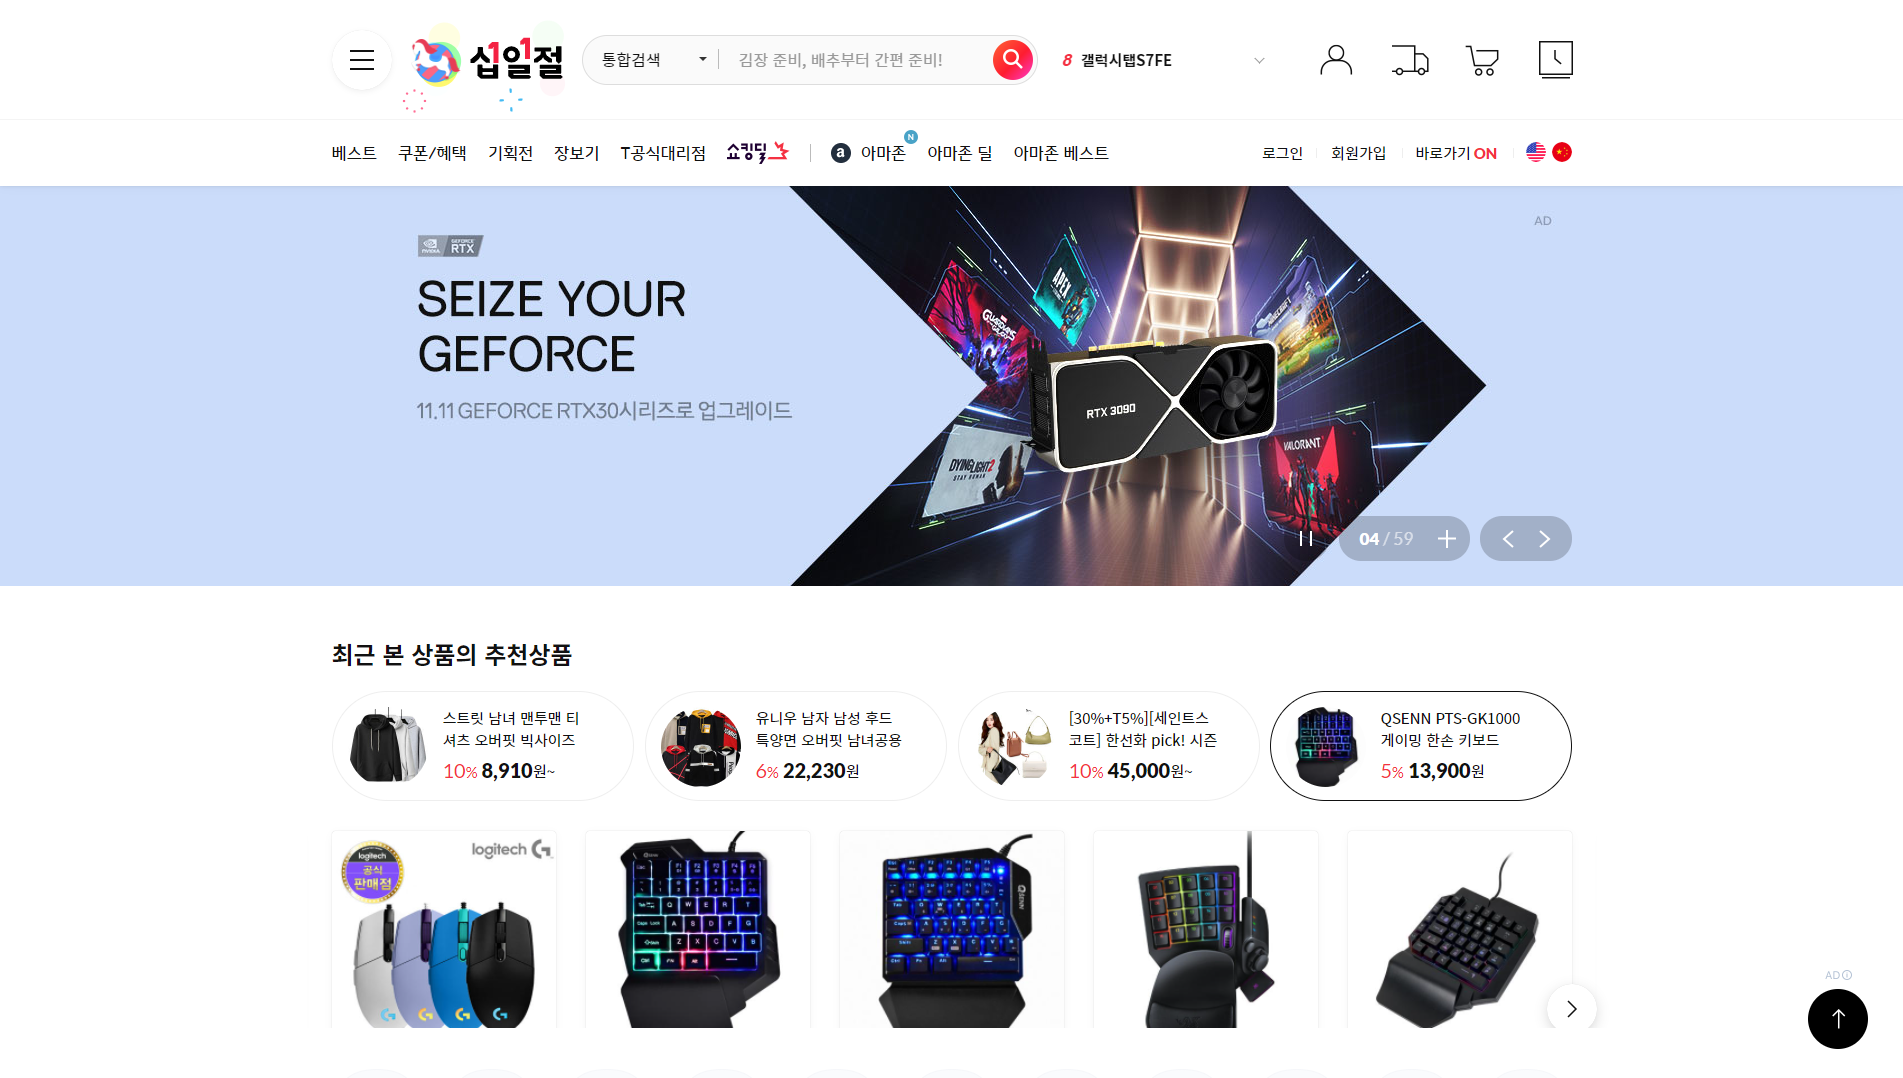 십일절
통합검색
김장 준비, 배추부터 간편 준비!
8 갤럭시탭S7FE
베스트
쿠폰/혜택
기획전
장보기
T공식대리점
쇼킹딜
a 아마존 N
아마존 딜
아마존 베스트
로그인
회원가입
바로가기 ON
AD
NVIDIA GEFORCE RTX
SEIZE YOUR
GEFORCE
11.11 GEFORCE RTX30시리즈로 업그레이드
GUARDIANS GALAXY
APEX
MINECRAFT
RTX 3090
DYING LIGHT 2
STAY HUMAN
VALORANT
04 / 59
최근 본 상품의 추천상품
스트릿 남녀 맨투맨 티
셔츠 오버핏 빅사이즈
10% 8,910원~
유니우 남자 남성 후드
특양면 오버핏 남녀공용
6% 22,230원
[30%+T5%][세인트스
코트] 한선화 pick! 시즌
10% 45,000원~
QSENN PTS-GK1000
게이밍 한손 키보드
5% 13,900원
logitech
공식
판매점
logitech G
QSENN
AD